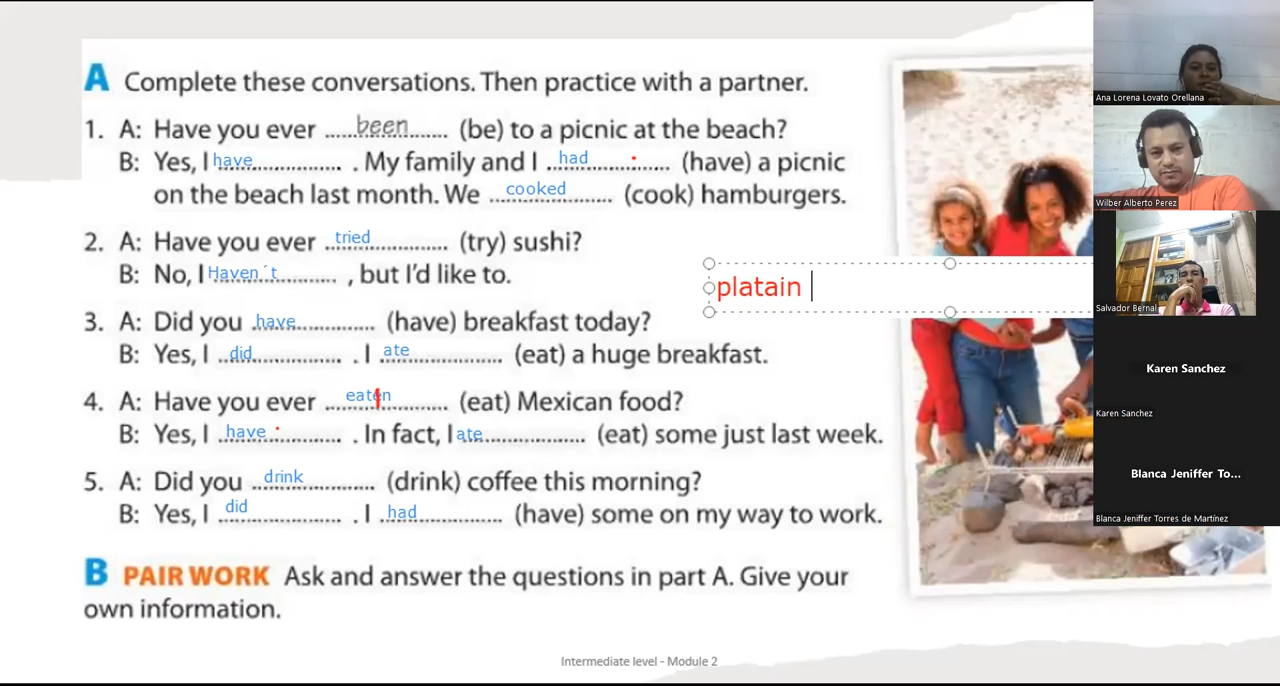 A Complete these conversations. Then practice with a partner.
1. A: Have you ever been (be) to a picnic at the beach?
B: Yes, I have . My family and I had (have) a picnic
on the beach last month. We cooked (cook) hamburgers.
2. A: Have you ever tried (try) sushi?
B: No, I Haven´t , but I'd like to.
3. A: Did you have (have) breakfast today?
B: Yes, I did . I ate (eat) a huge breakfast.
4. A: Have you ever eaten (eat) Mexican food?
B: Yes, I have . In fact, I ate (eat) some just last week.
5. A: Did you drink (drink) coffee this morning?
B: Yes, I did . I had (have) some on my way to work.
B PAIR WORK Ask and answer the questions in part A. Give your
own information.
platain
Intermediate level - Module 2
Ana Lorena Lovato Orellana
Wilber Alberto Perez
Salvador Bernal
Karen Sanchez
Karen Sanchez
Blanca Jeniffer To...
Blanca Jeniffer Torres de Martínez